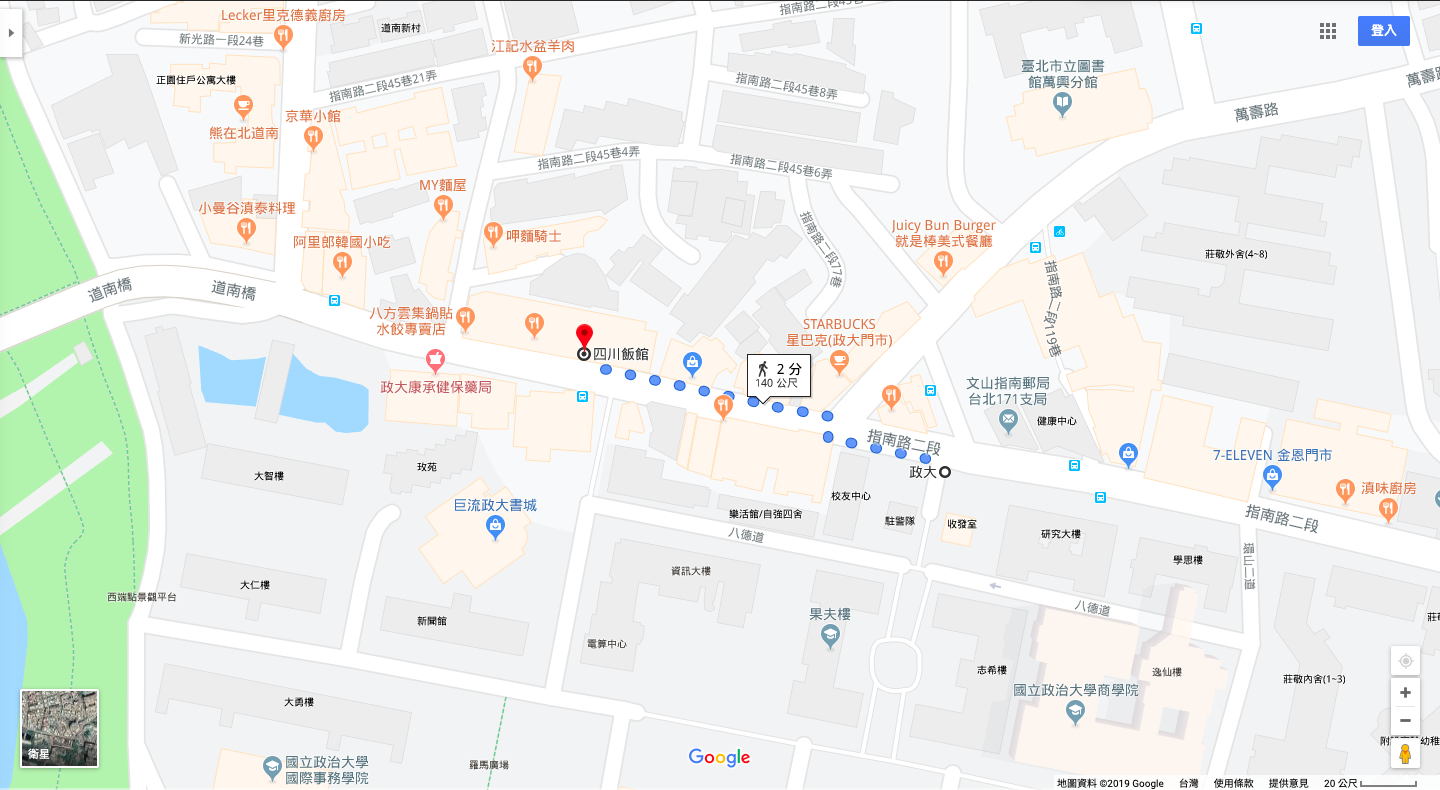 Lecker里克德義廚房
新光路一段24巷
道南新村
指南路二段45巷
登入
正園住戶公寓大樓
指南路二段45巷21弄
江記水盆羊肉
指南路二段45巷8弄
臺北市立圖書
館萬興分館
萬壽路
熊在北道南
京華小館
指南路二段45巷4弄
指南路二段45巷6弄
MY麵屋
小曼谷滇泰料理
阿里郎韓國小吃
呷麵騎士
指南路二段77巷
Juicy Bun Burger
就是棒美式餐廳
指南路二段119巷
莊敬外舍(4~8)
道南橋
道南橋
八方雲集鍋貼
水餃專賣店
四川飯館
STARBUCKS
星巴克(政大門市)
2 分
140 公尺
政大康承健保藥局
文山指南郵局
台北171支局
健康中心
指南路二段
政大
7-ELEVEN 金恩門市
滇味廚房
指南路二段
大智樓
玫苑
巨流政大書城
校友中心
樂活館/自強四舍
駐警隊
收發室
研究大樓
八德道
資訊大樓
學思樓
環山二道
大仁樓
西端點景觀平台
新聞館
電算中心
果夫樓
八德道
志希樓
逸仙樓
國立政治大學商學院
莊敬內舍(1~3)
大勇樓
衛星
國立政治大學
國際事務學院
羅馬廣場
Google
地圖資料 ©2019 Google
台灣
使用條款
提供意見
20 公尺